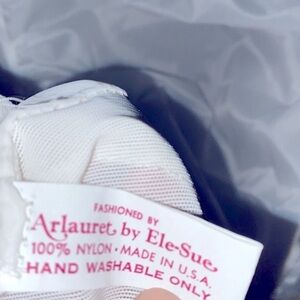 FASHIONED BY
Arlauret by Ele-Sue
100% NYLON • MADE IN U.S.A.
HAND WASHABLE ONLY